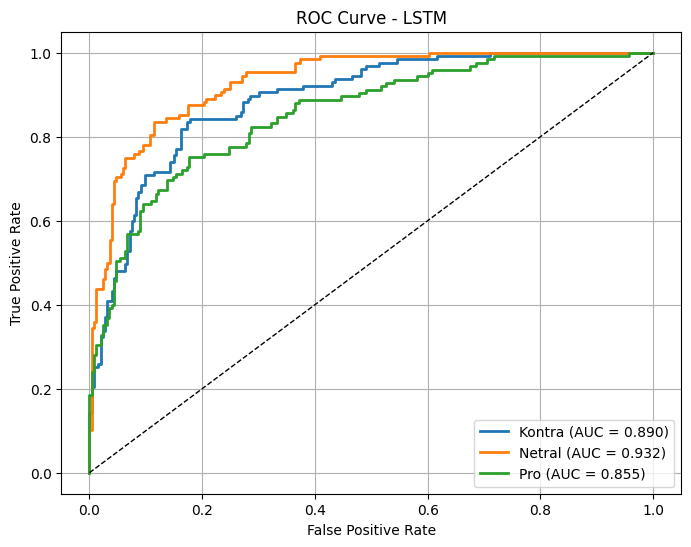 ROC Curve - LSTM
True Positive Rate
1.0
0.8
0.6
0.4
0.2
0.0
0.0 0.2 0.4 0.6 0.8 1.0
False Positive Rate
Kontra (AUC = 0.890)
Netral (AUC = 0.932)
Pro (AUC = 0.855)